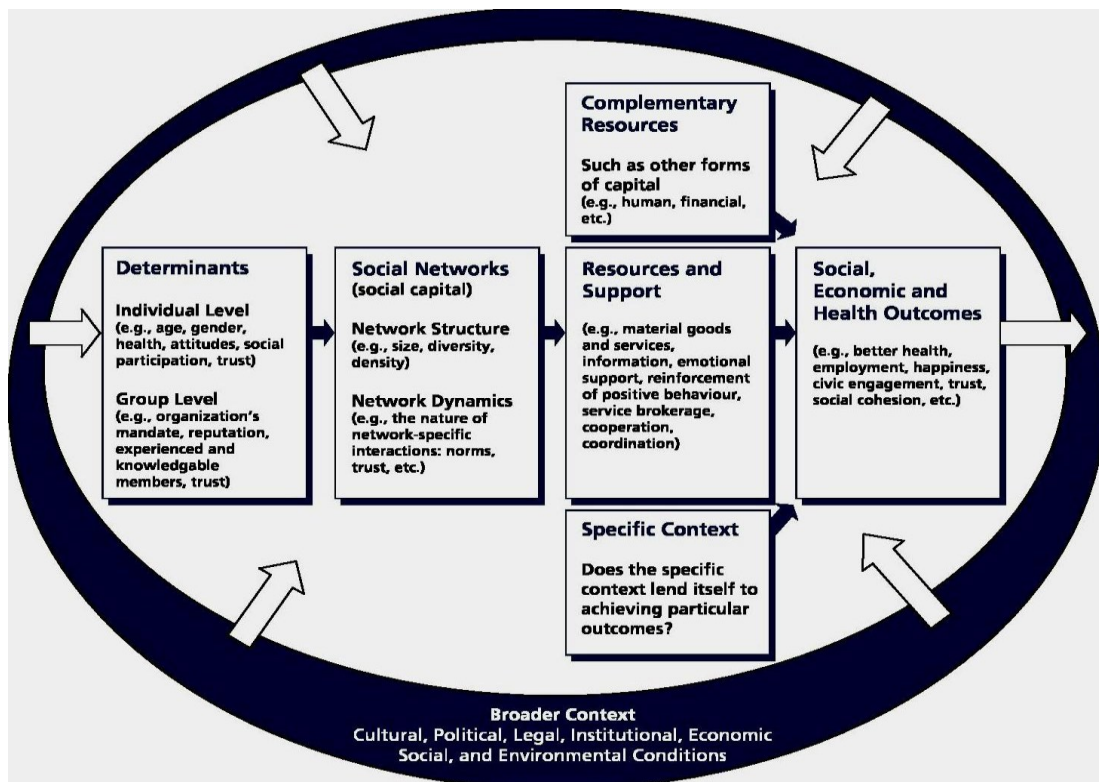 Complementary
Resources
Such as other forms
of capital
(e.g., human, financial,
etc.)
Determinants
Individual Level
(e.g., age, gender,
health, attitudes, social
participation, trust)
Group Level
(e.g., organization's
mandate, reputation,
experienced and
knowledgable
members, trust)
Social Networks
(social capital)
Network Structure
(e.g., size, diversity,
density)
Network Dynamics
(e.g., the nature of
network-specific
interactions: norms,
trust, etc.)
Resources and
Support
(e.g., material goods
and services,
information, emotional
support, reinforcement
of positive behaviour,
service brokerage,
cooperation,
coordination)
Social,
Economic and
Health Outcomes
(e.g., better health,
employment, happiness,
civic engagement, trust,
social cohesion, etc.)
Specific Context
Does the specific
context lend itself to
achieving particular
outcomes?
Broader Context
Cultural, Political, Legal, Institutional, Economic
Social, and Environmental Conditions